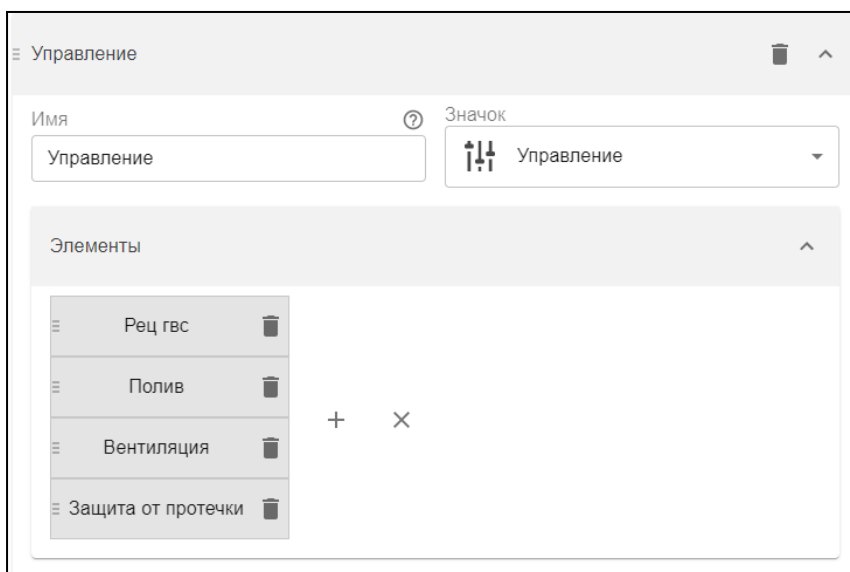 Управление
Имя
Значок
Управление
Управление
Элементы
Рец гвс
Полив
Вентиляция
Защита от протечки